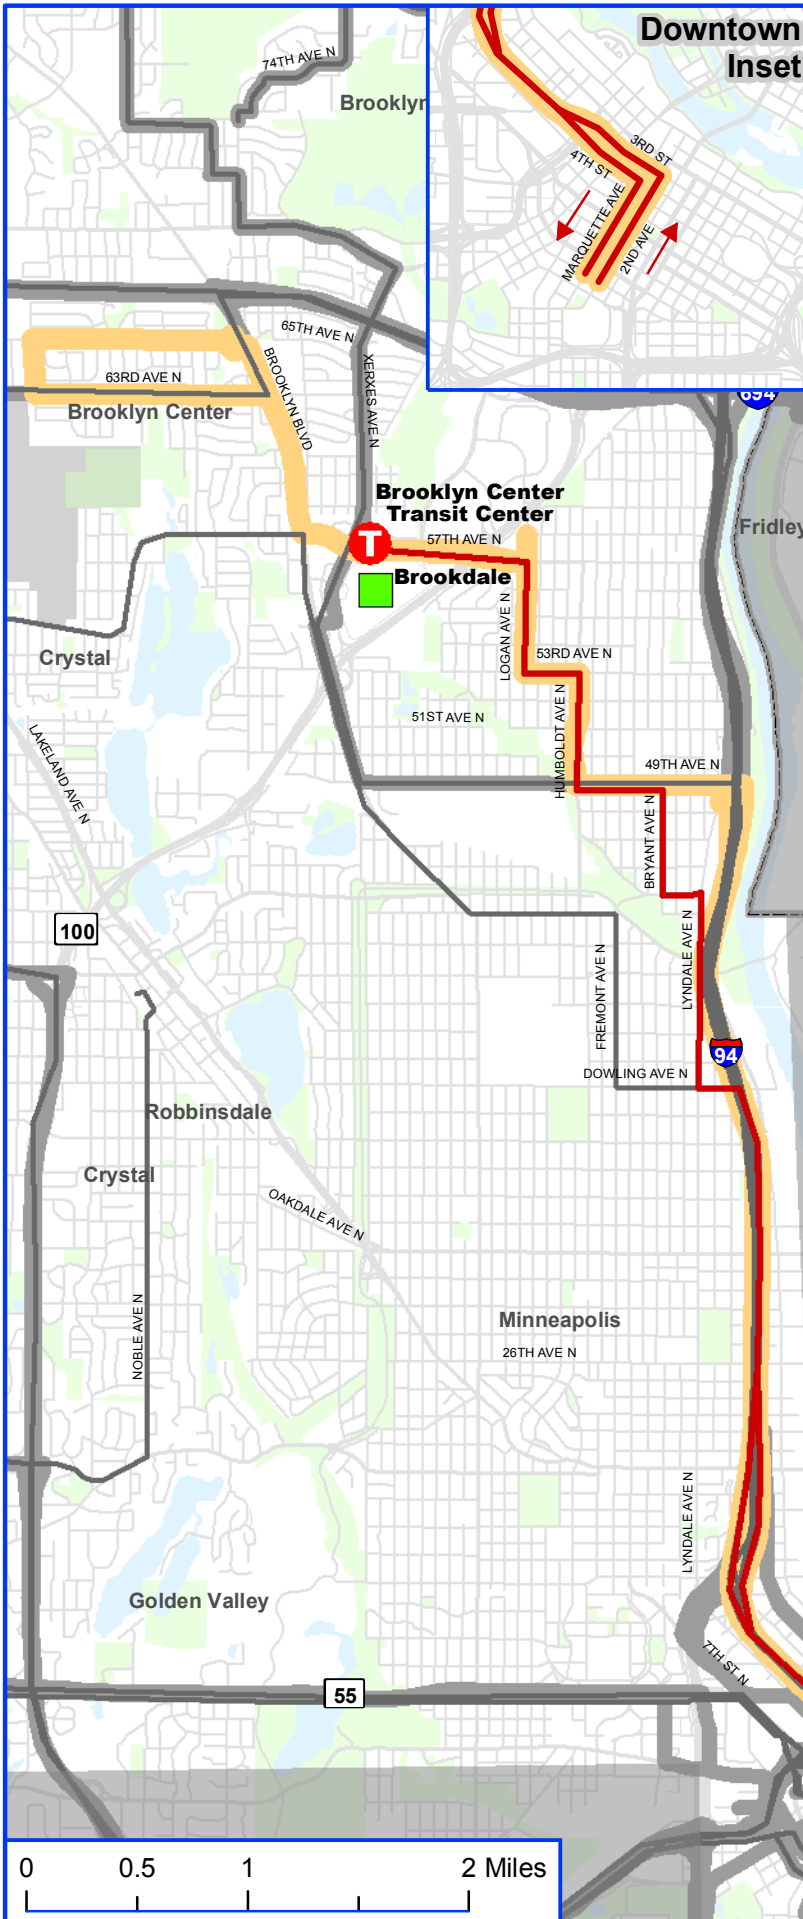 Downtown
Inset
74TH AVE N
Brooklyn
3RD ST
4TH ST
MARQUETTE AVE
2ND AVE
65TH AVE N
63RD AVE N
BROOKLYN BLVD
XERXES AVE N
Brooklyn Center
694
Brooklyn Center
Transit Center
T
57TH AVE N
Fridley
Brookdale
LOGAN AVE N
53RD AVE N
Crystal
51ST AVE N
HUMBOLDT AVE N
LAKELAND AVE N
49TH AVE N
BRYANT AVE N
100
LYNDALE AVE N
FREMONT AVE N
94
DOWLING AVE N
Robbinsdale
Crystal
OAKDALE AVE N
NOBLE AVE N
Minneapolis
26TH AVE N
LYNDALE AVE N
Golden Valley
7TH ST N
55
0 0.5 1 2 Miles